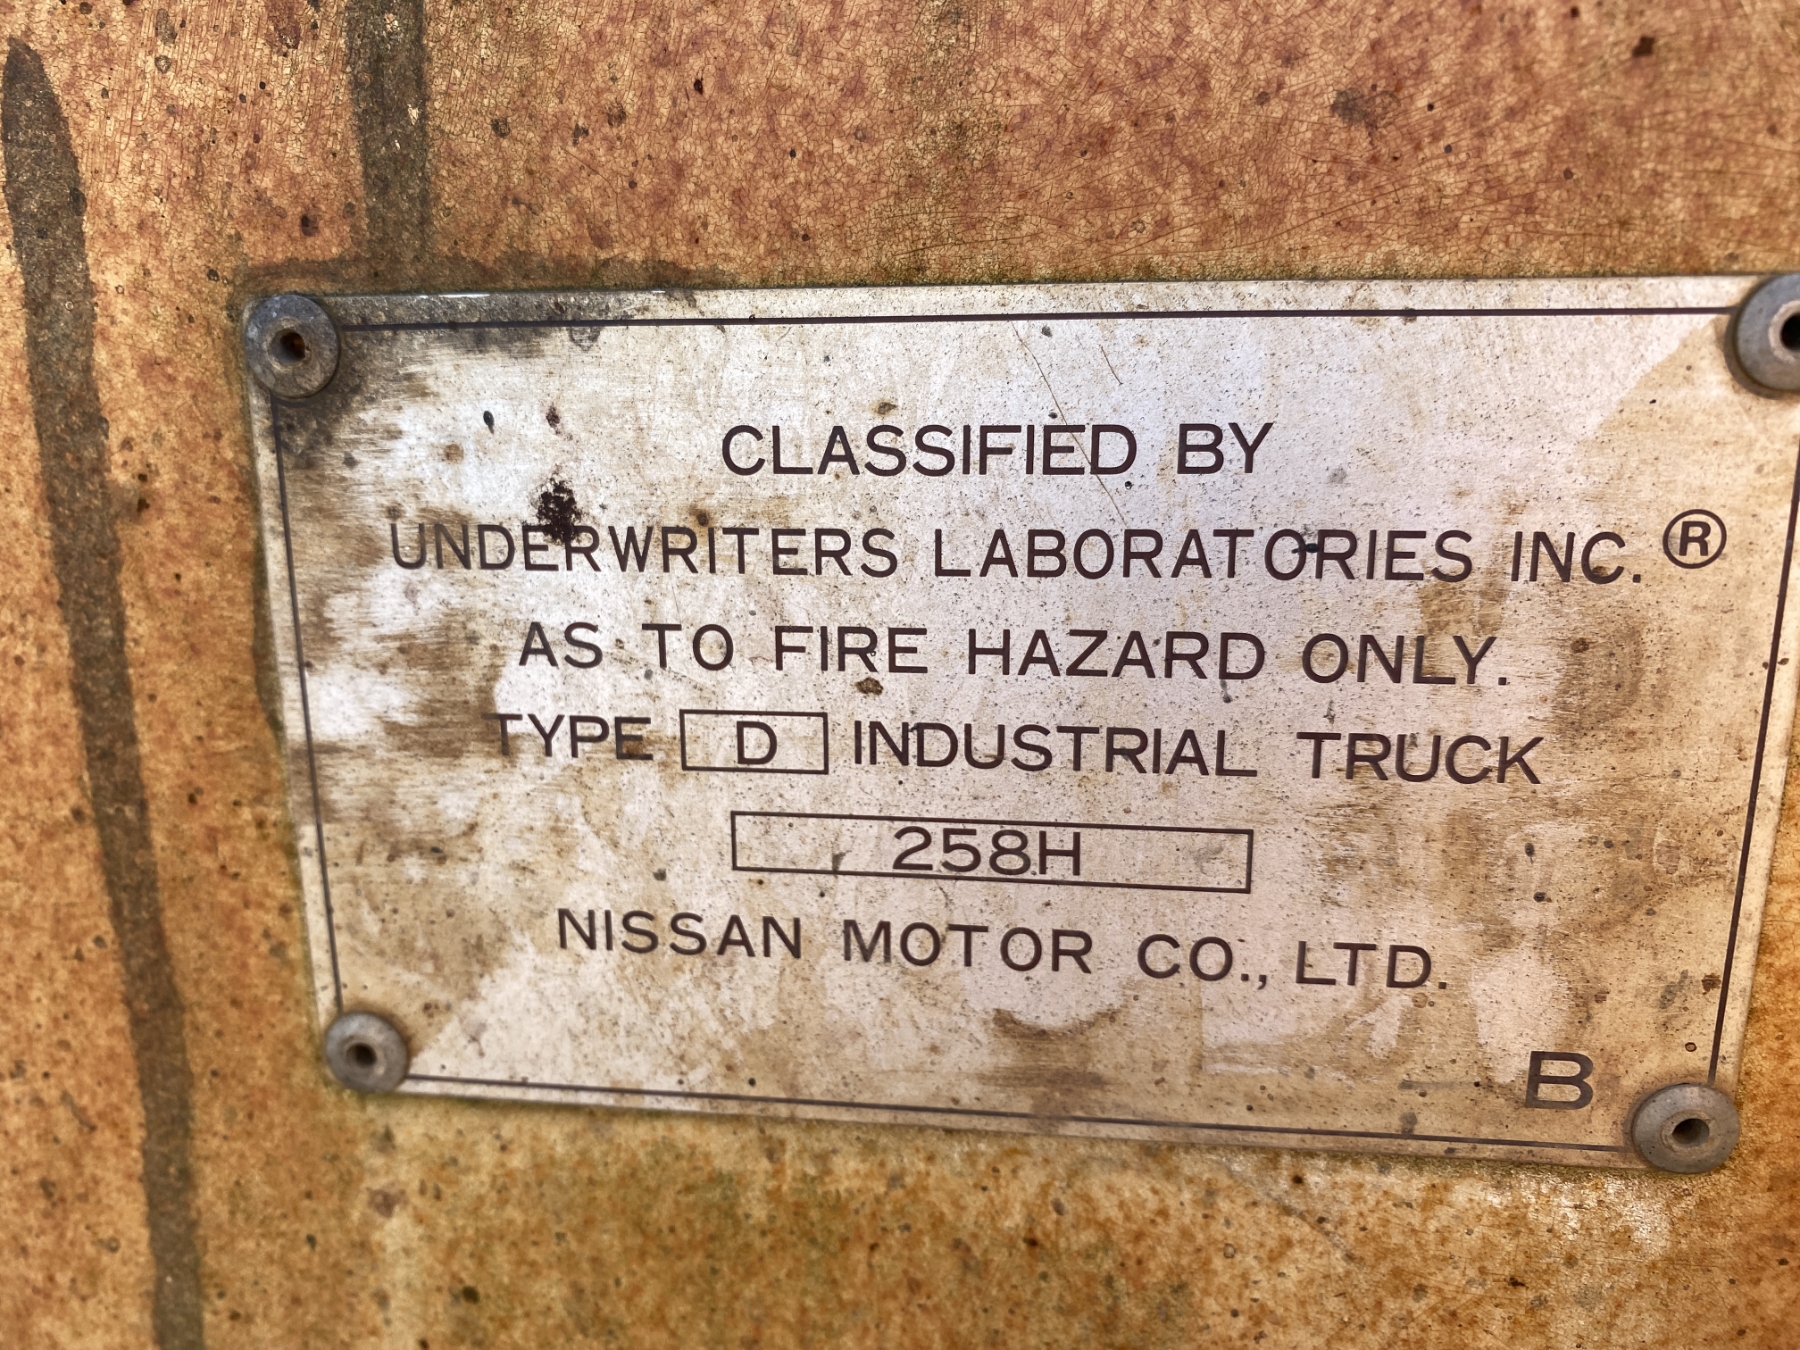 CLASSIFIED BY
UNDERWRITERS LABORATORIES INC.®
AS TO FIRE HAZARD ONLY.
TYPE D INDUSTRIAL TRUCK
258H
NISSAN MOTOR CO., LTD.
B